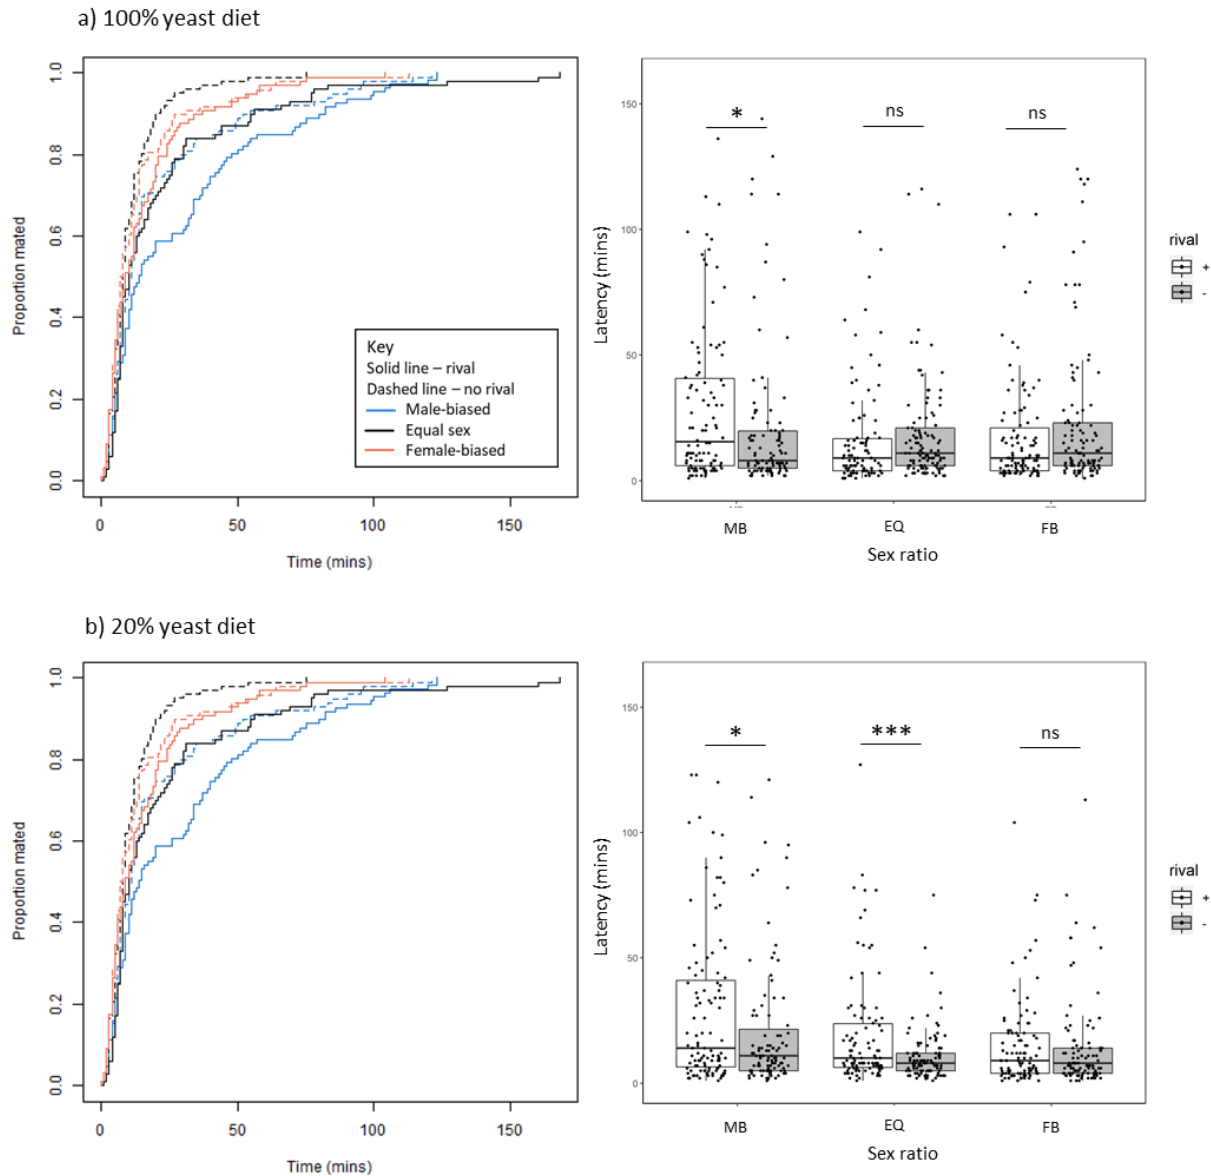 a) 100% yeast diet
Proportion mated
1.0
0.8
0.6
0.4
0.2
0.0
Key
Solid line – rival
Dashed line – no rival
Male-biased
Equal sex
Female-biased
0 50 100 150
Time (mins)
Latency (mins)
150
100
50
0
* ns ns
MB EQ FB
Sex ratio
rival
+
-
b) 20% yeast diet
Proportion mated
1.0
0.8
0.6
0.4
0.2
0.0
0 50 100 150
Time (mins)
Latency (mins)
150
100
50
0
* *** ns
MB EQ FB
Sex ratio
rival
+
-